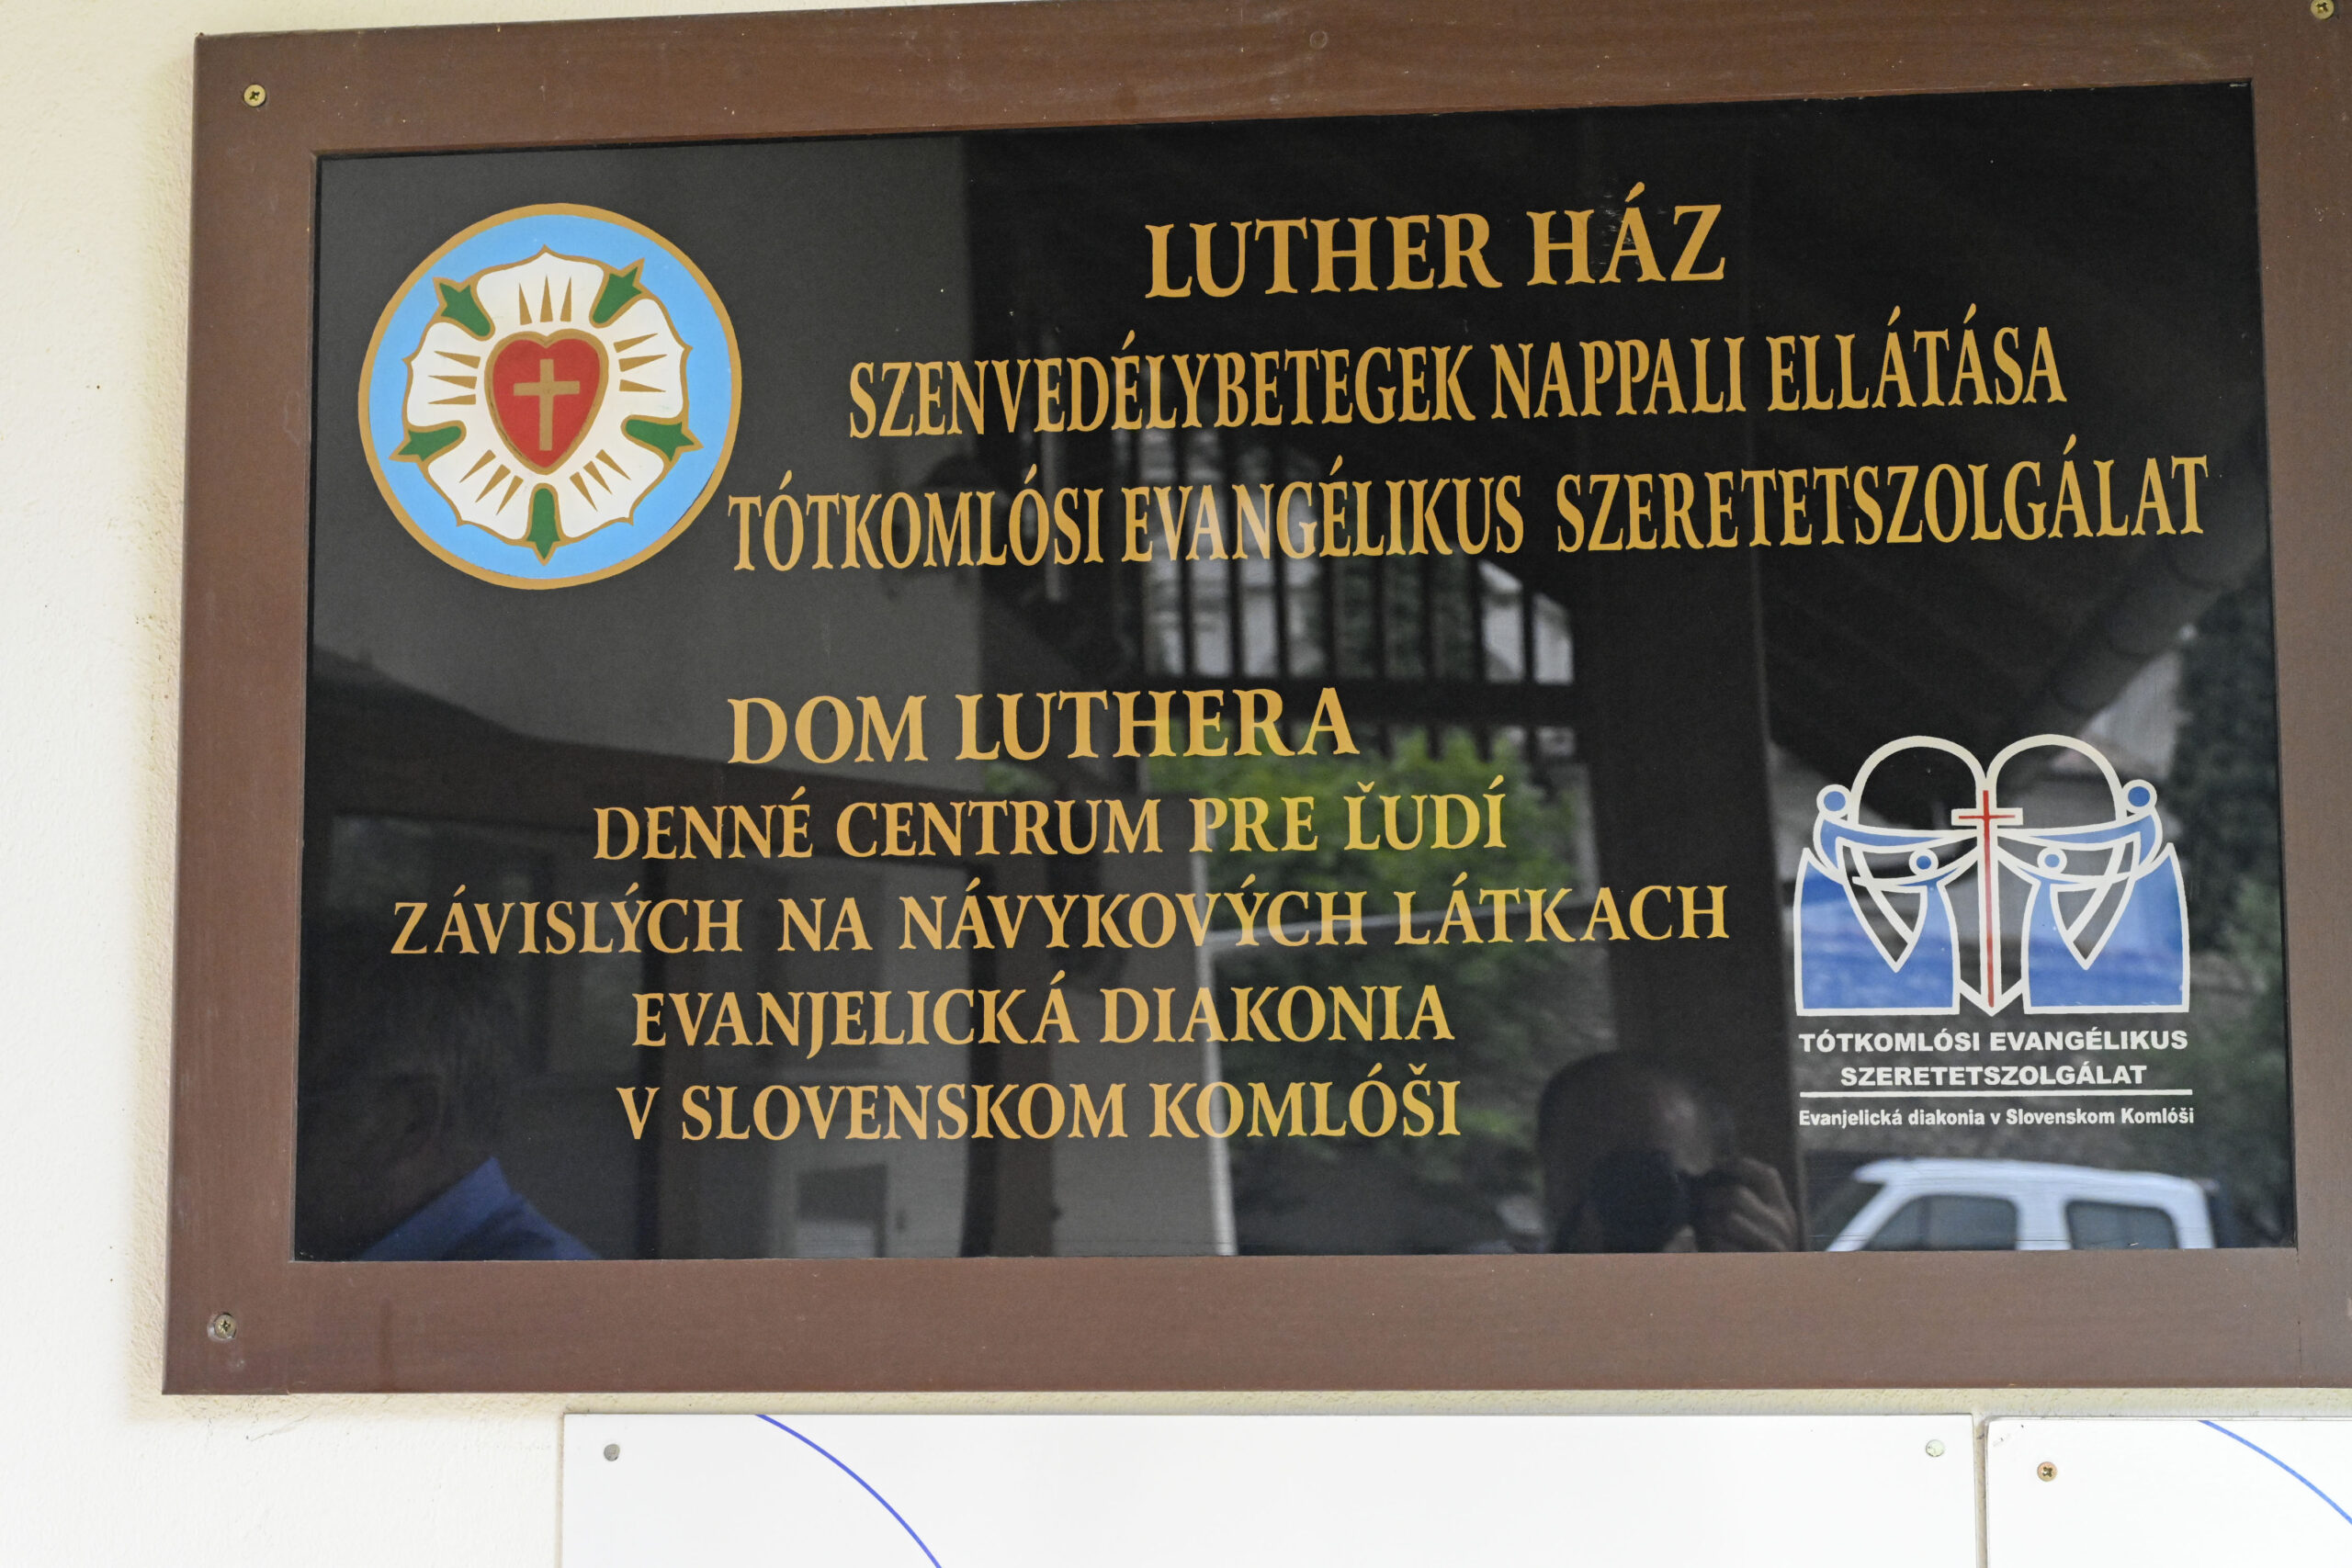 LUTHER HÁZ
SZENVEDÉLYBETEGEK NAPPALI ELLÁTÁSA
TÓTKOMLÓSI EVANGÉLIKUS SZERETETSZOLGÁLAT
DOM LUTHERA
DENNÉ CENTRUM PRE ĽUDÍ
ZÁVISLÝCH NA NÁVYKOVÝCH LÁTKACH
EVANJELICKÁ DIAKONIA
V SLOVENSKOM KOMLÓŠI
TÓTKOMLÓSI EVANGÉLIKUS
SZERETETSZOLGÁLAT
Evanjelická diakonia v Slovenskom Komlóši